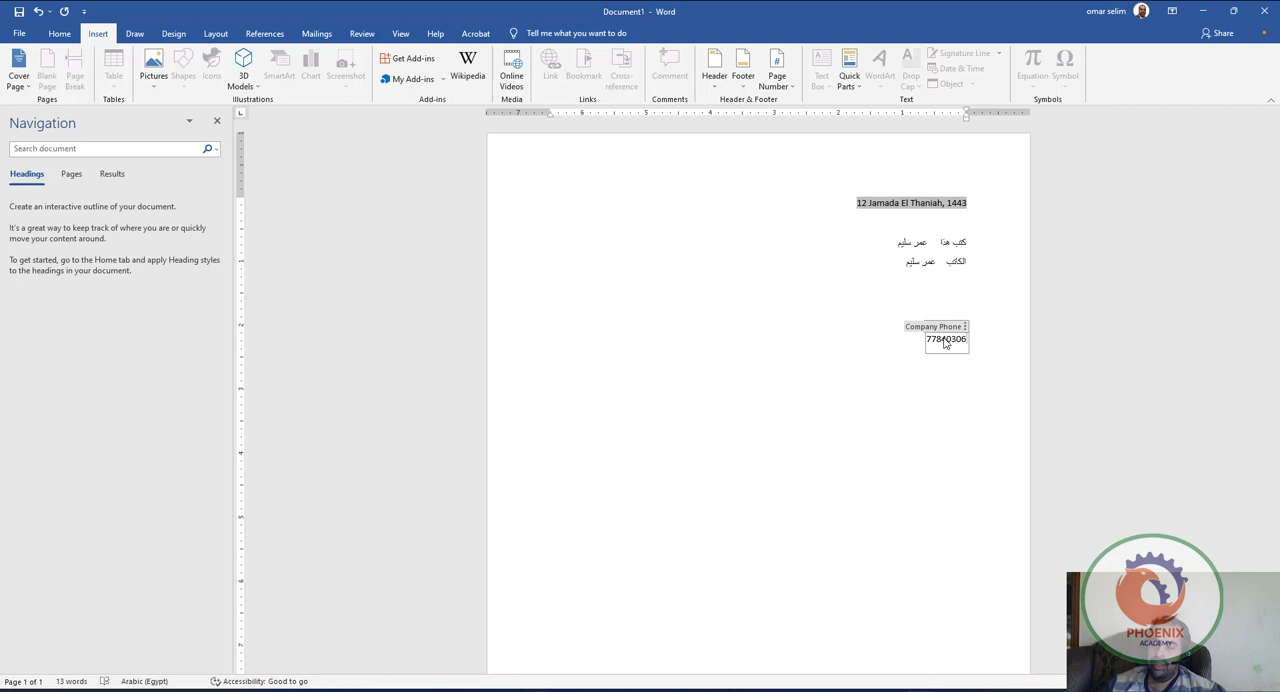 Document1 - Word
omar selim
File Home Insert Draw Design Layout References Mailings Review View Help Acrobat Tell me what you want to do
Share
Cover Page
Blank Page
Page Break
Pages
Table
Tables
Pictures
Shapes
Icons
3D Models
SmartArt
Chart
Screenshot
Illustrations
Get Add-ins
My Add-ins
Wikipedia
Add-ins
Online Videos
Media
Link
Bookmark
Cross-reference
Links
Comment
Comments
Header
Footer
Page Number
Header & Footer
Text Box
Quick Parts
WordArt
Drop Cap
Signature Line
Date & Time
Object
Text
Equation
Symbol
Symbols
Navigation
Search document
Headings Pages Results
Create an interactive outline of your document.
It's a great way to keep track of where you are or quickly
move your content around.
To get started, go to the Home tab and apply Heading styles
to the headings in your document.
7 6 5 4 3 2 1
12 Jamada El Thaniah, 1443
كتب هذا عمر سليم
الكاتب عمر سليم
Company Phone
77840306
PHOENIX
ACADEMY
Page 1 of 1 13 words Arabic (Egypt) Accessibility: Good to go